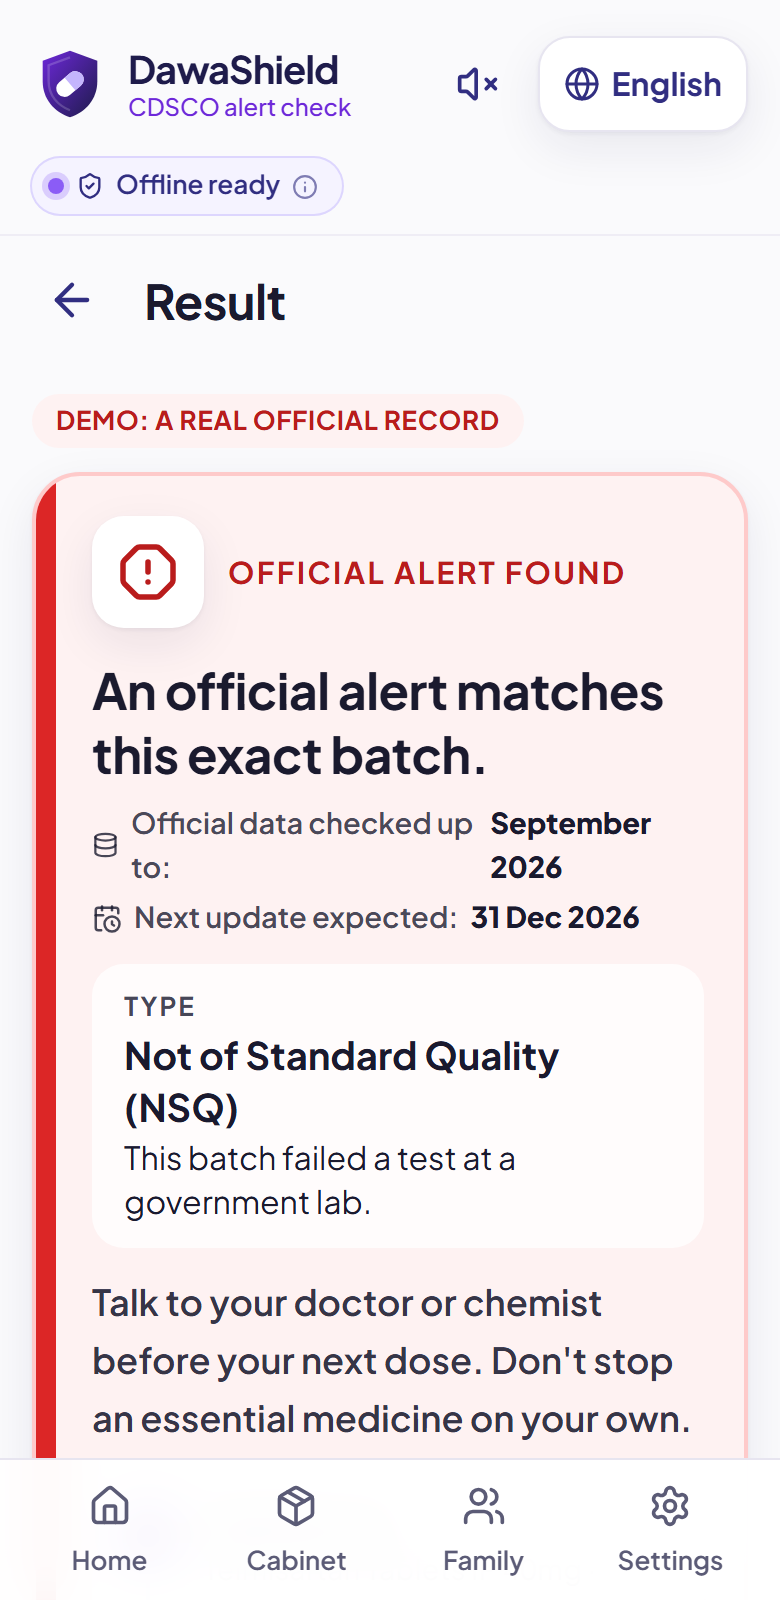 DawaShield
CDSCO alert check
English
Offline ready
Result
DEMO: A REAL OFFICIAL RECORD
OFFICIAL ALERT FOUND
An official alert matches
this exact batch.
Official data checked up to: September 2026
Next update expected: 31 Dec 2026
TYPE
Not of Standard Quality
(NSQ)
This batch failed a test at a
government lab.
Talk to your doctor or chemist
before your next dose. Don't stop
an essential medicine on your own.
Home
Cabinet
Family
Settings